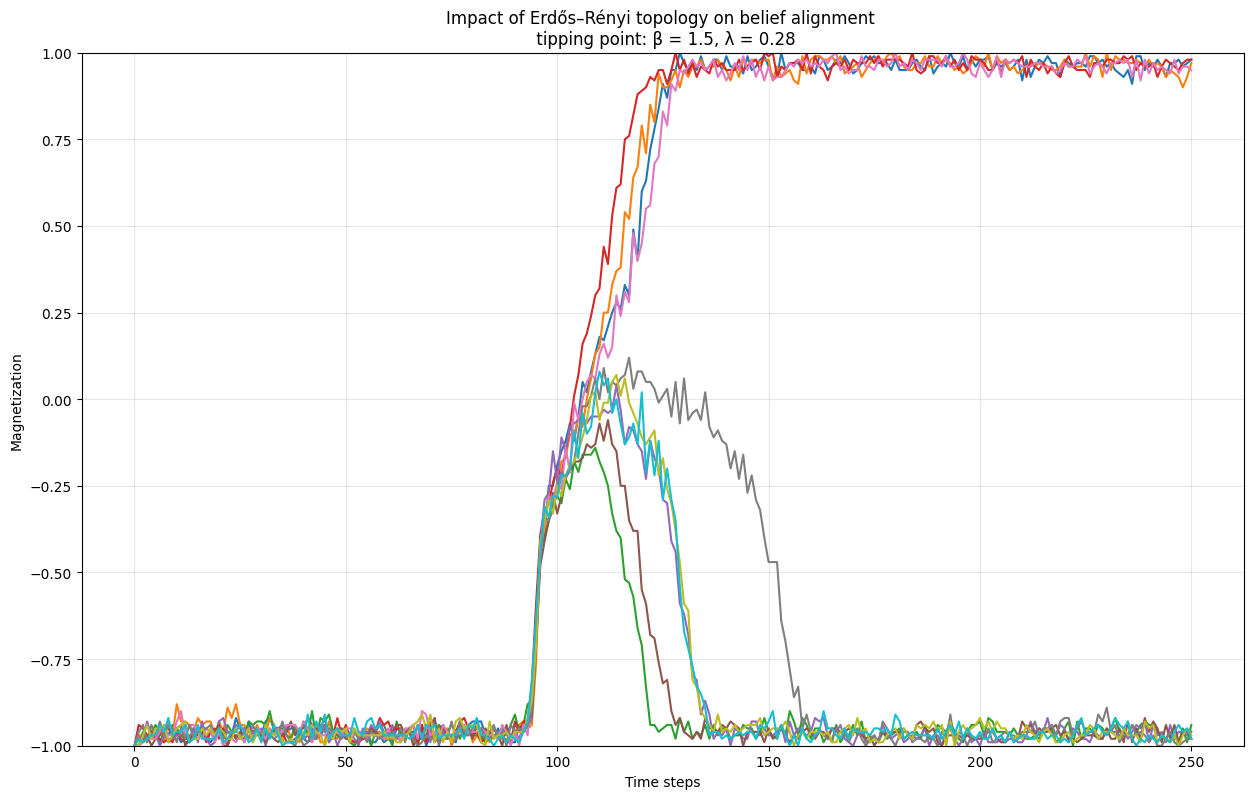 Impact of Erdős–Rényi topology on belief alignment
tipping point: β = 1.5, λ = 0.28
1.00
0.75
0.50
0.25
0.00
−0.25
−0.50
−0.75
−1.00
Magnetization
0 50 100 150 200 250
Time steps